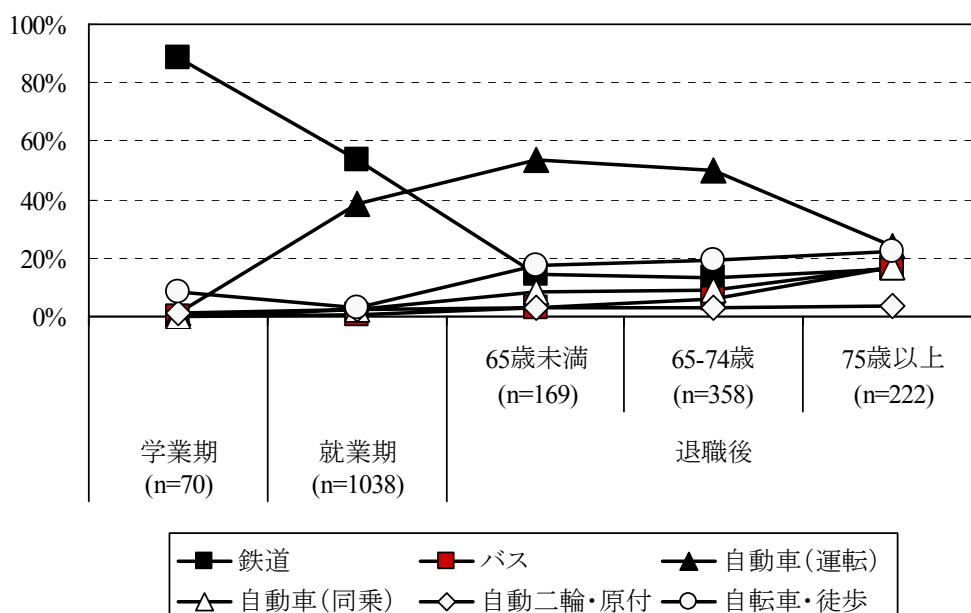 100%
80%
60%
40%
20%
0%
65歳未満 65-74歳 75歳以上
(n=169) (n=358) (n=222)
学業期 就業期 退職後
(n=70) (n=1038)
鉄道 バス 自動車(運転)
自動車(同乗) 自動二輪・原付 自転車・徒歩